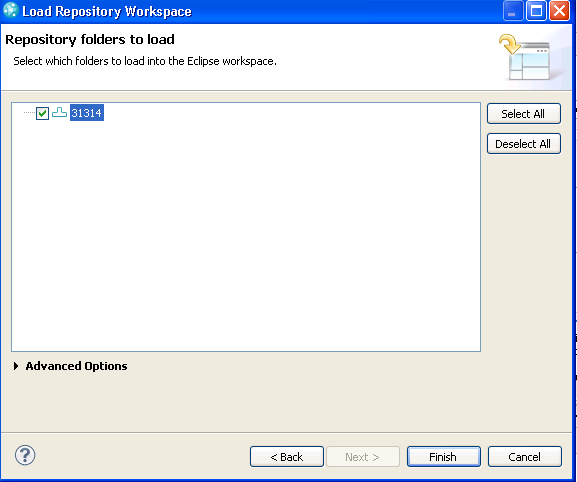 Load Repository Workspace
Repository folders to load
Select which folders to load into the Eclipse workspace.
31314
Select All
Deselect All
Advanced Options
?
< Back
Next >
Finish
Cancel